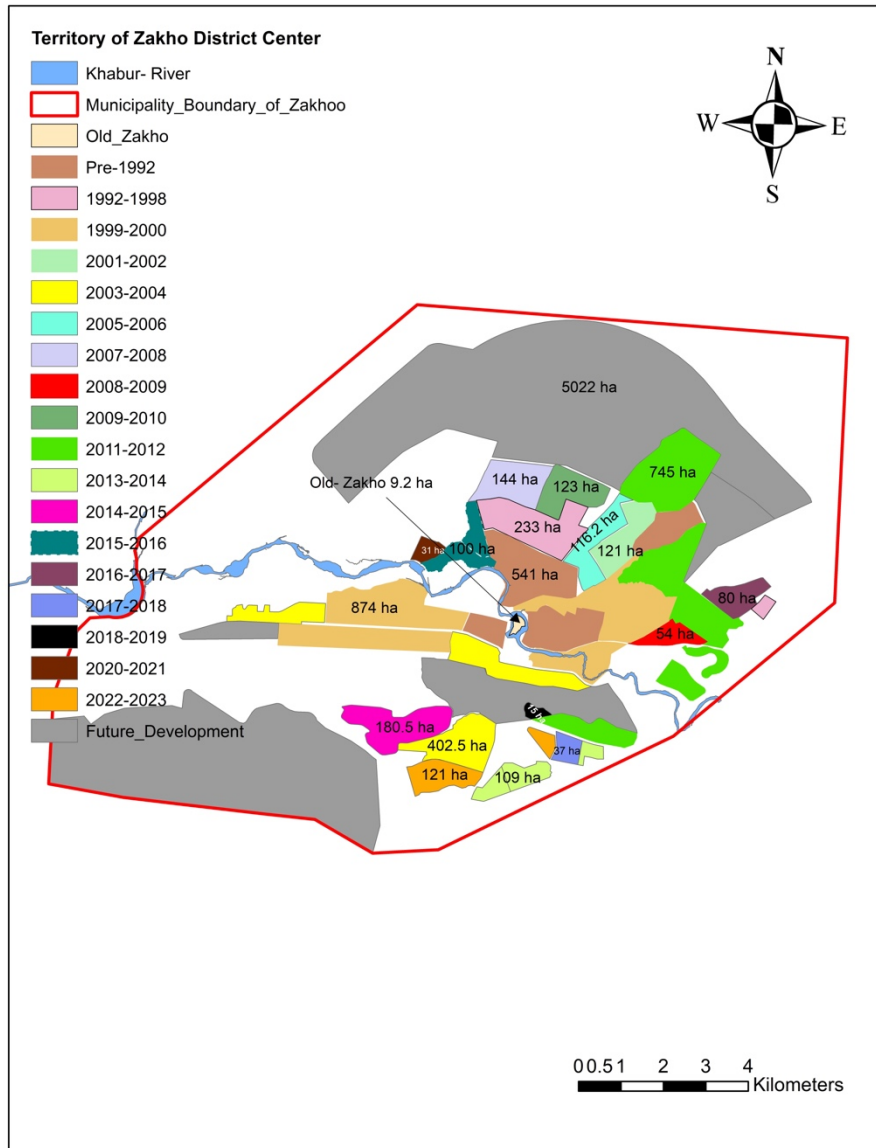 Territory of Zakho District Center
Khabur- River
Municipality_Boundary_of_Zakhoo
Old_Zakho
Pre-1992
1992-1998
1999-2000
2001-2002
2003-2004
2005-2006
2007-2008
2008-2009
2009-2010
2011-2012
2013-2014
2014-2015
2015-2016
2016-2017
2017-2018
2018-2019
2020-2021
2022-2023
Future_Development
N
W
E
S
5022 ha
745 ha
144 ha
123 ha
Old- Zakho 9.2 ha
233 ha
116.2 ha
121 ha
31 ha
100 ha
541 ha
874 ha
80 ha
54 ha
180.5 ha
402.5 ha
37 ha
121 ha
109 ha
0 0.5 1 2 3 4
Kilometers